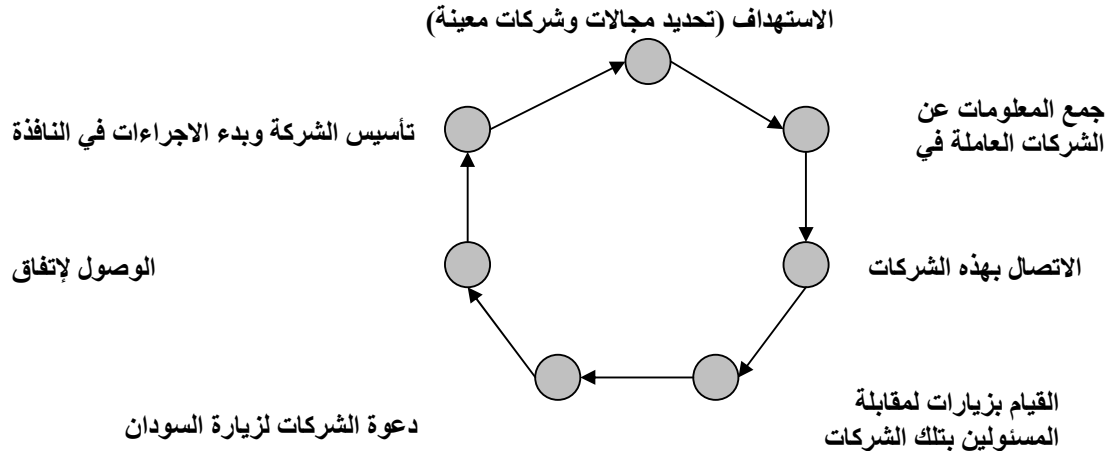 الاستهداف (تحديد مجالات وشركات معينة)
جمع المعلومات عن
الشركات العاملة في
الاتصال بهذه الشركات
القيام بزيارات لمقابلة
المسئولين بتلك الشركات
دعوة الشركات لزيارة السودان
الوصول لإتفاق
تأسيس الشركة وبدء الاجراءات في النافذة